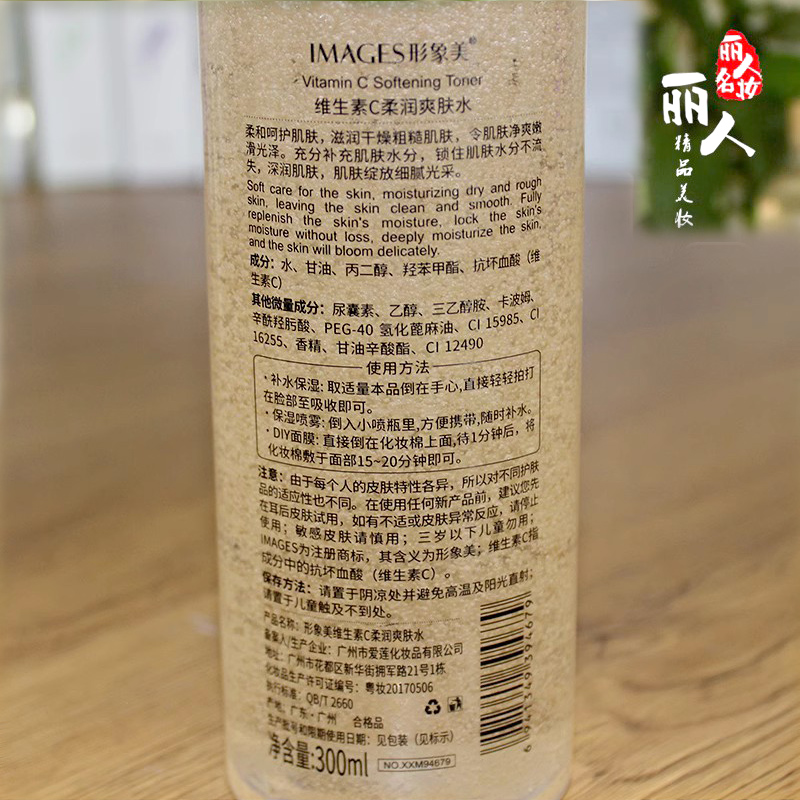 IMAGES形象美®
Vitamin C Softening Toner
维生素C柔润爽肤水
柔和呵护肌肤，滋润干燥粗糙肌肤，令肌肤净爽嫩
滑光泽。充分补充肌肤水分，锁住肌肤水分不流
失，深润肌肤，肌肤绽放细腻光采。
Soft care for the skin, moisturizing dry and rough
skin, leaving the skin clean and smooth. Fully
replenish the skin's moisture, lock the skin's
moisture without loss, deeply moisturize the skin,
and the skin will bloom delicately.
成分：水、甘油、丙二醇、羟苯甲酯、抗坏血酸（维
生素C）
其他微量成分：尿囊素、乙醇、三乙醇胺、卡波姆、
辛酰羟肟酸、PEG-40 氢化蓖麻油、CI 15985、CI
16255、香精、甘油辛酸酯、CI 12490
使用方法
·补水保湿：取适量本品倒在手心，直接轻轻拍打
在脸部至吸收即可。
·保湿喷雾：倒入小喷瓶里，方便携带，随时补水。
·DIY面膜：直接倒在化妆棉上面，待1分钟后，将
化妆棉敷于面部15~20分钟即可。
注意：由于每个人的皮肤特性各异，所以对不同护肤
品的适应性也不同。在使用任何新产品前，建议您先
在耳后皮肤试用，如有不适或皮肤异常反应，请停止
使用；敏感皮肤请慎用；三岁以下儿童勿用；
IMAGES为注册商标，其含义为形象美；维生素C指
成分中的抗坏血酸（维生素C）。
保存方法：请置于阴凉处并避免高温及阳光直射；
请置于儿童触及不到处。
产品名称：形象美维生素C柔润爽肤水
备案人/生产企业：广州市爱莲化妆品有限公司
地址：广州市花都区新华街拥军路21号1栋
化妆品生产许可证编号：粤妆20170506
执行标准：QB/T 2660
产地：广东·广州 合格品
生产批号和限期使用日期：见包装（见标示）
净含量:300ml
NO.XXM94679
6941349394679
丽人名妆
丽人
精品美妆